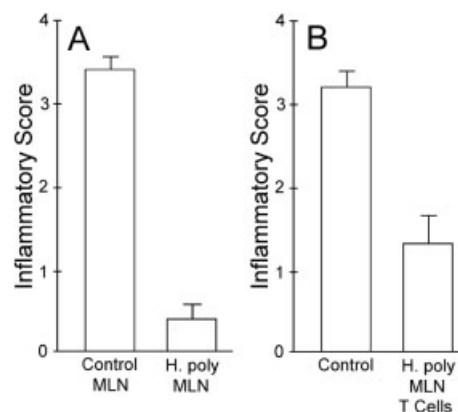 A
Inflammatory Score
4
3
2
1
0
Control
MLN
H. poly
MLN
B
Inflammatory Score
4
3
2
1
0
Control
H. poly
MLN
T Cells